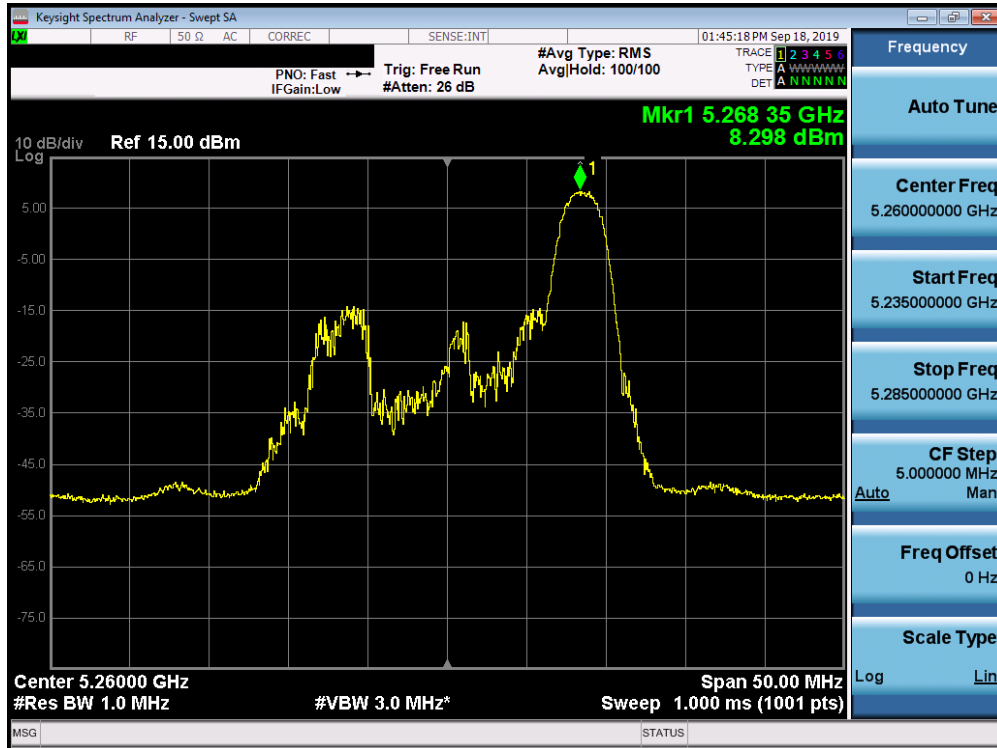 Keysight Spectrum Analyzer - Swept SA
LXI RF 50 Ω AC CORREC SENSE:INT 01:45:18 PM Sep 18, 2019
PNO: Fast Trig: Free Run #Avg Type: RMS TRACE 1 2 3 4 5 6
IFGain:Low #Atten: 26 dB Avg|Hold: 100/100 TYPE A WWWWW
DET A N N N N N
Mkr1 5.268 35 GHz
8.298 dBm
10 dB/div Ref 15.00 dBm
Log
1
5.00
-5.00
-15.0
-25.0
-35.0
-45.0
-55.0
-65.0
-75.0
Center 5.26000 GHz Span 50.00 MHz
#Res BW 1.0 MHz #VBW 3.0 MHz* Sweep 1.000 ms (1001 pts)
MSG STATUS
Frequency
Auto Tune
Center Freq
5.260000000 GHz
Start Freq
5.235000000 GHz
Stop Freq
5.285000000 GHz
CF Step
5.000000 MHz
Auto Man
Freq Offset
0 Hz
Scale Type
Log Lin